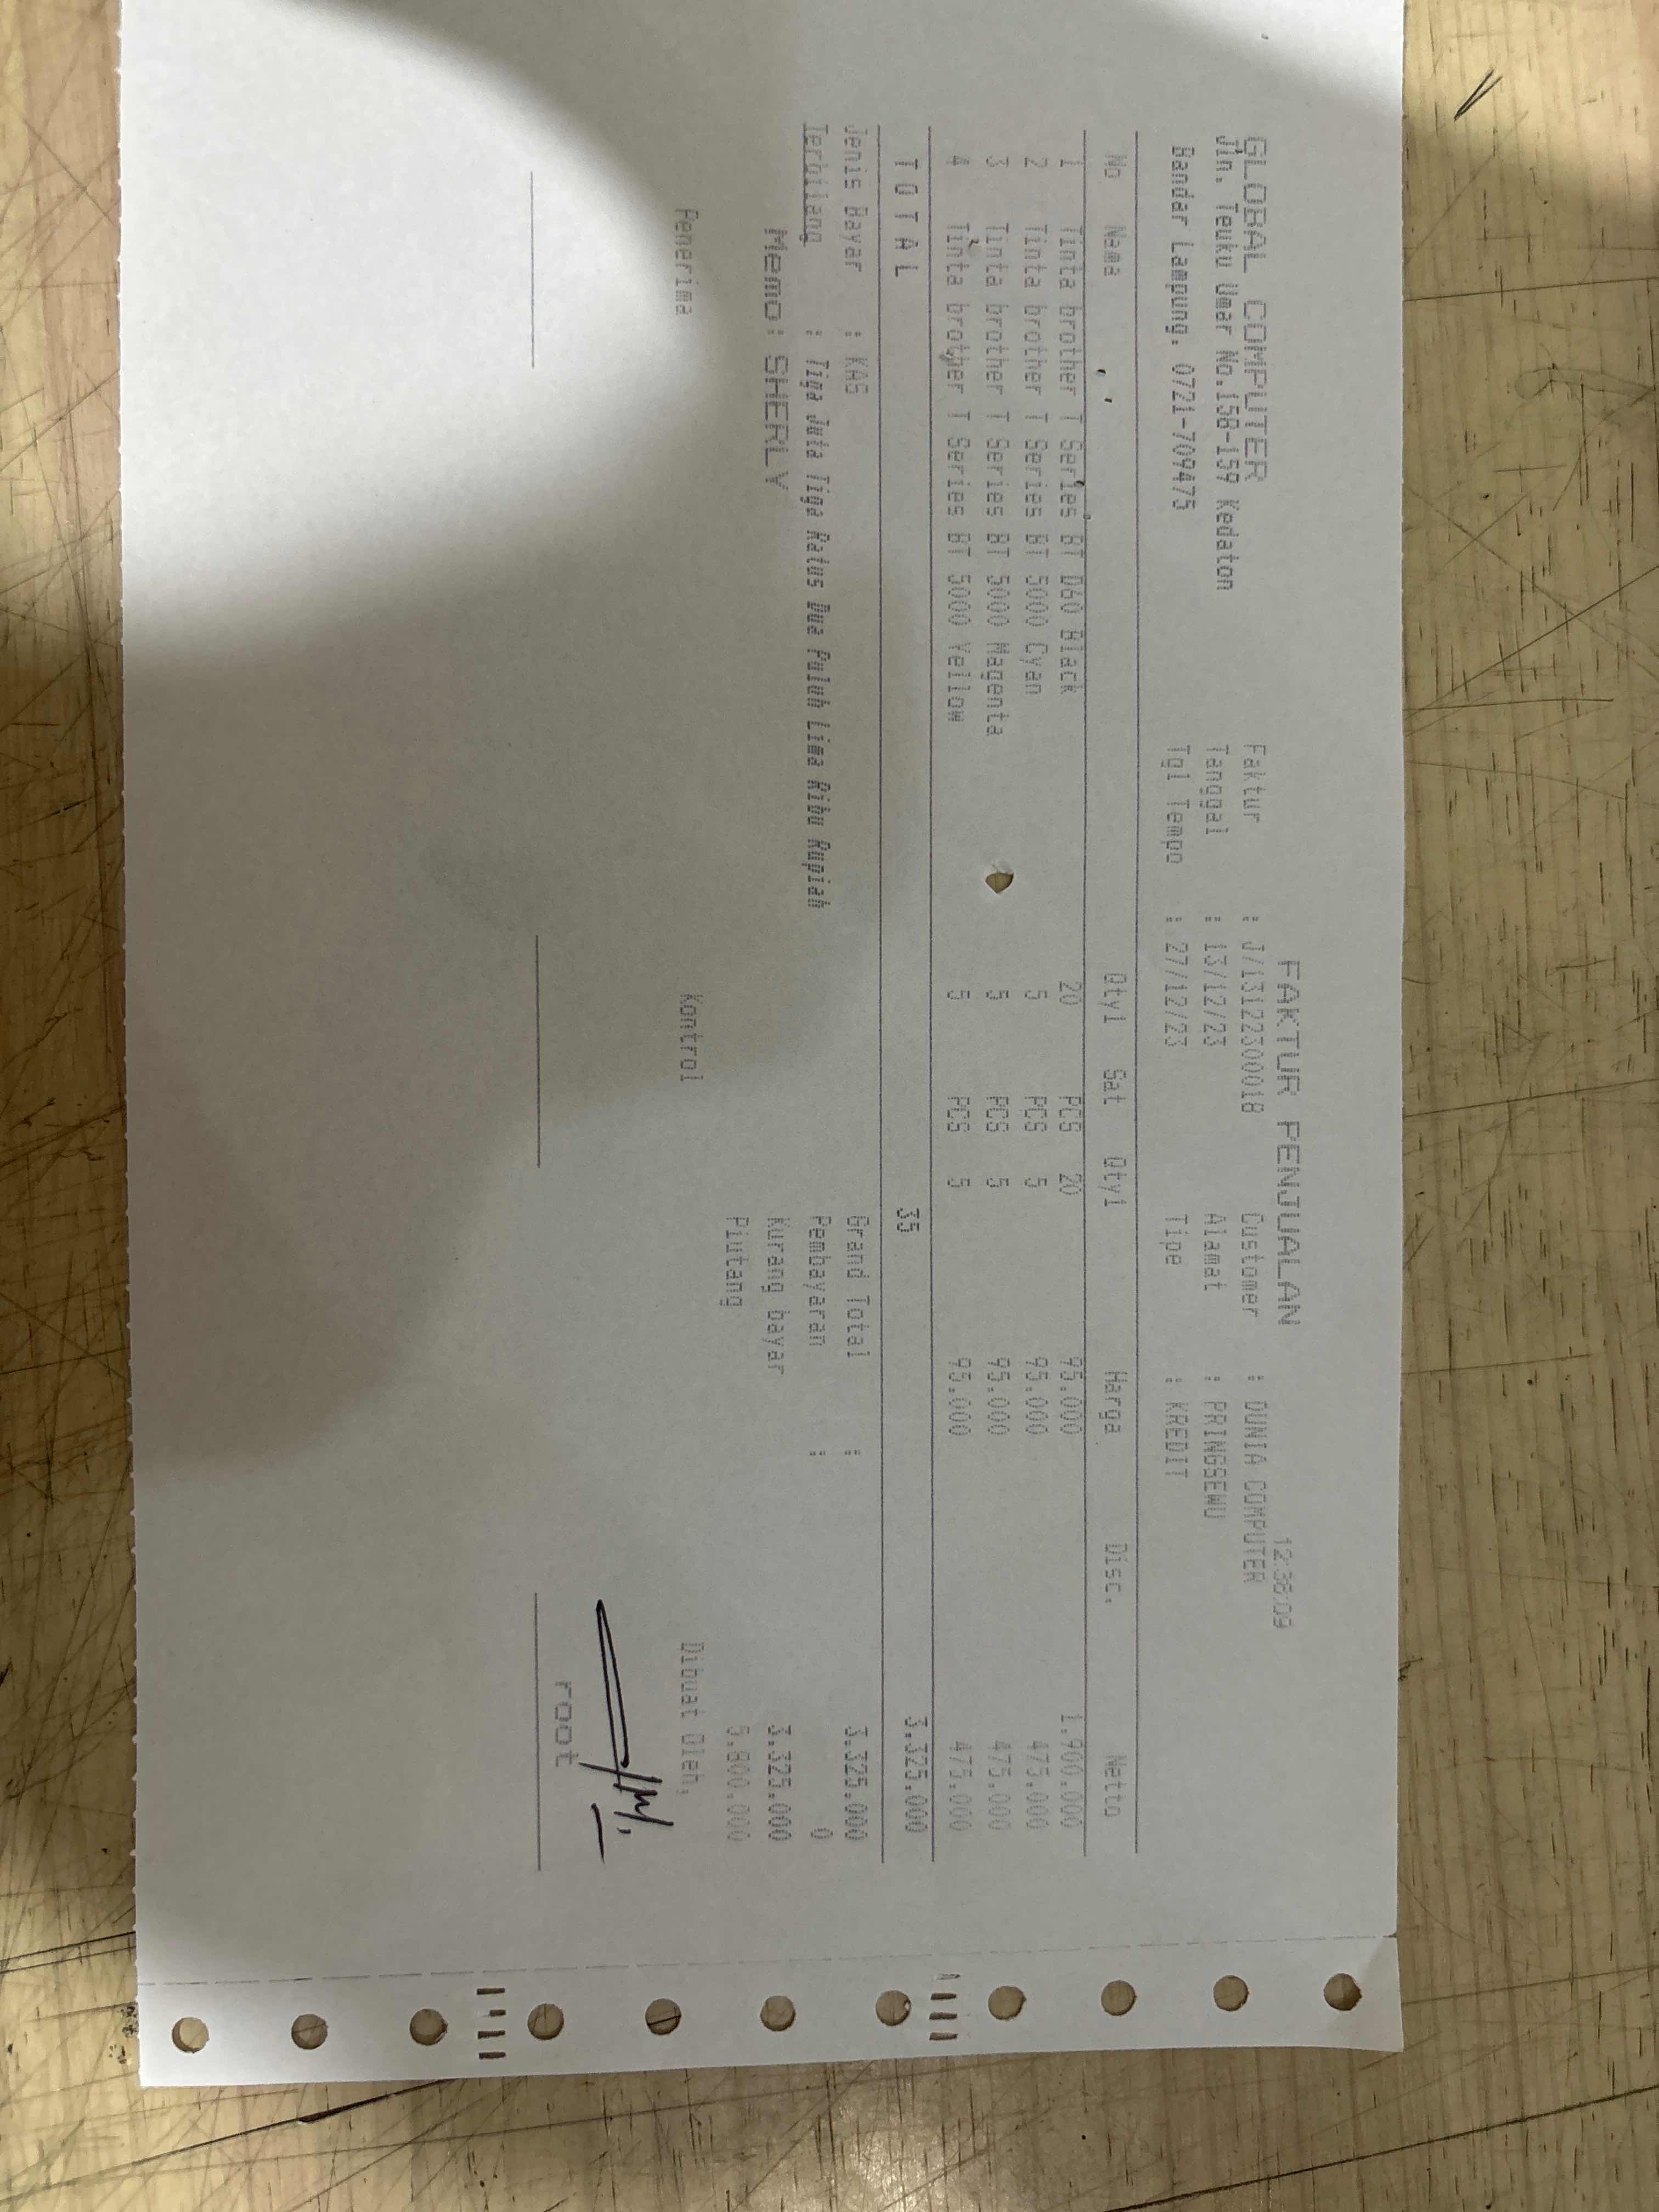 FAKTUR PENJUALAN 12:38:09
GLOBAL COMPUTER Faktur : J/13122300018 Customer : DUNIA COMPUTER
Jln. Teuku Umar No.158-159 Kedaton Tanggal : 13/12/23 Alamat : PRINGSEWU
Bandar Lampung. 0721-709475 Tgl Tempo : 27/12/23 Tipe : KREDIT
No Nama Qty1 Sat Qty1 Harga Disc. Netto
1 Tinta brother T Series BT D60 Black 20 PCS 20 95.000 1.900.000
2 Tinta brother T Series BT 5000 Cyan 5 PCS 5 95.000 475.000
3 Tinta brother T Series BT 5000 Magenta 5 PCS 5 95.000 475.000
4 Tinta brother T Series BT 5000 Yellow 5 PCS 5 95.000 475.000
T O T A L 35 3.325.000
Jenis Bayar : KAS Grand Total : 3.325.000
Terbilang : Tiga Juta Tiga Ratus Dua Puluh Lima Ribu Rupiah Pembayaran : 0
Memo: SHERLY Kurang bayar 3.325.000
Piutang 5.800.000
Penerima Kontrol Dibuat Oleh,
root